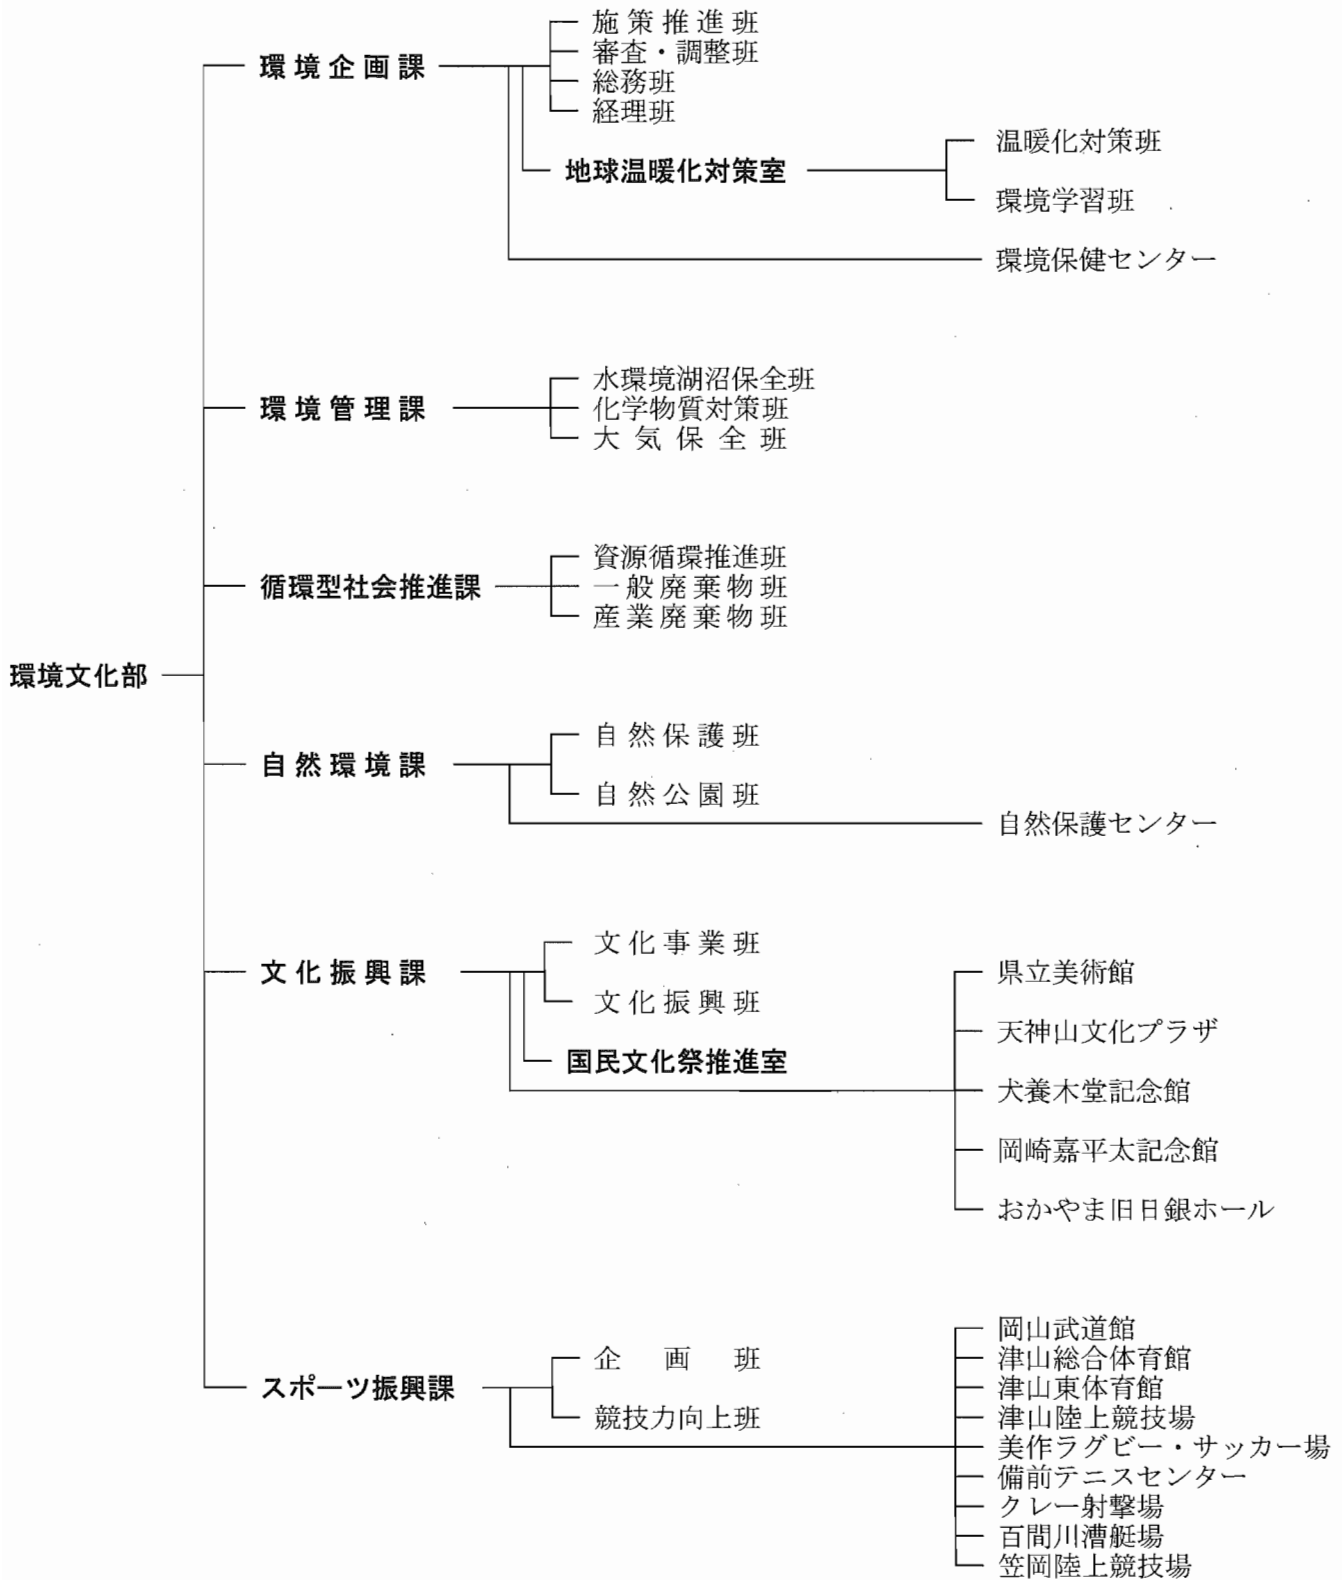 環境文化部
環境企画課
施策推進班
審査・調整班
総務班
経理班
地球温暖化対策室
温暖化対策班
環境学習班
環境保健センター
環境管理課
水環境湖沼保全班
化学物質対策班
大気保全班
循環型社会推進課
資源循環推進班
一般廃棄物班
産業廃棄物班
自然環境課
自然保護班
自然公園班
自然保護センター
文化振興課
文化事業班
文化振興班
国民文化祭推進室
県立美術館
天神山文化プラザ
犬養木堂記念館
岡崎嘉平太記念館
おかやま旧日銀ホール
スポーツ振興課
企画班
競技力向上班
岡山武道館
津山総合体育館
津山東体育館
津山陸上競技場
美作ラグビー・サッカー場
備前テニスセンター
クレー射撃場
百間川漕艇場
笠岡陸上競技場